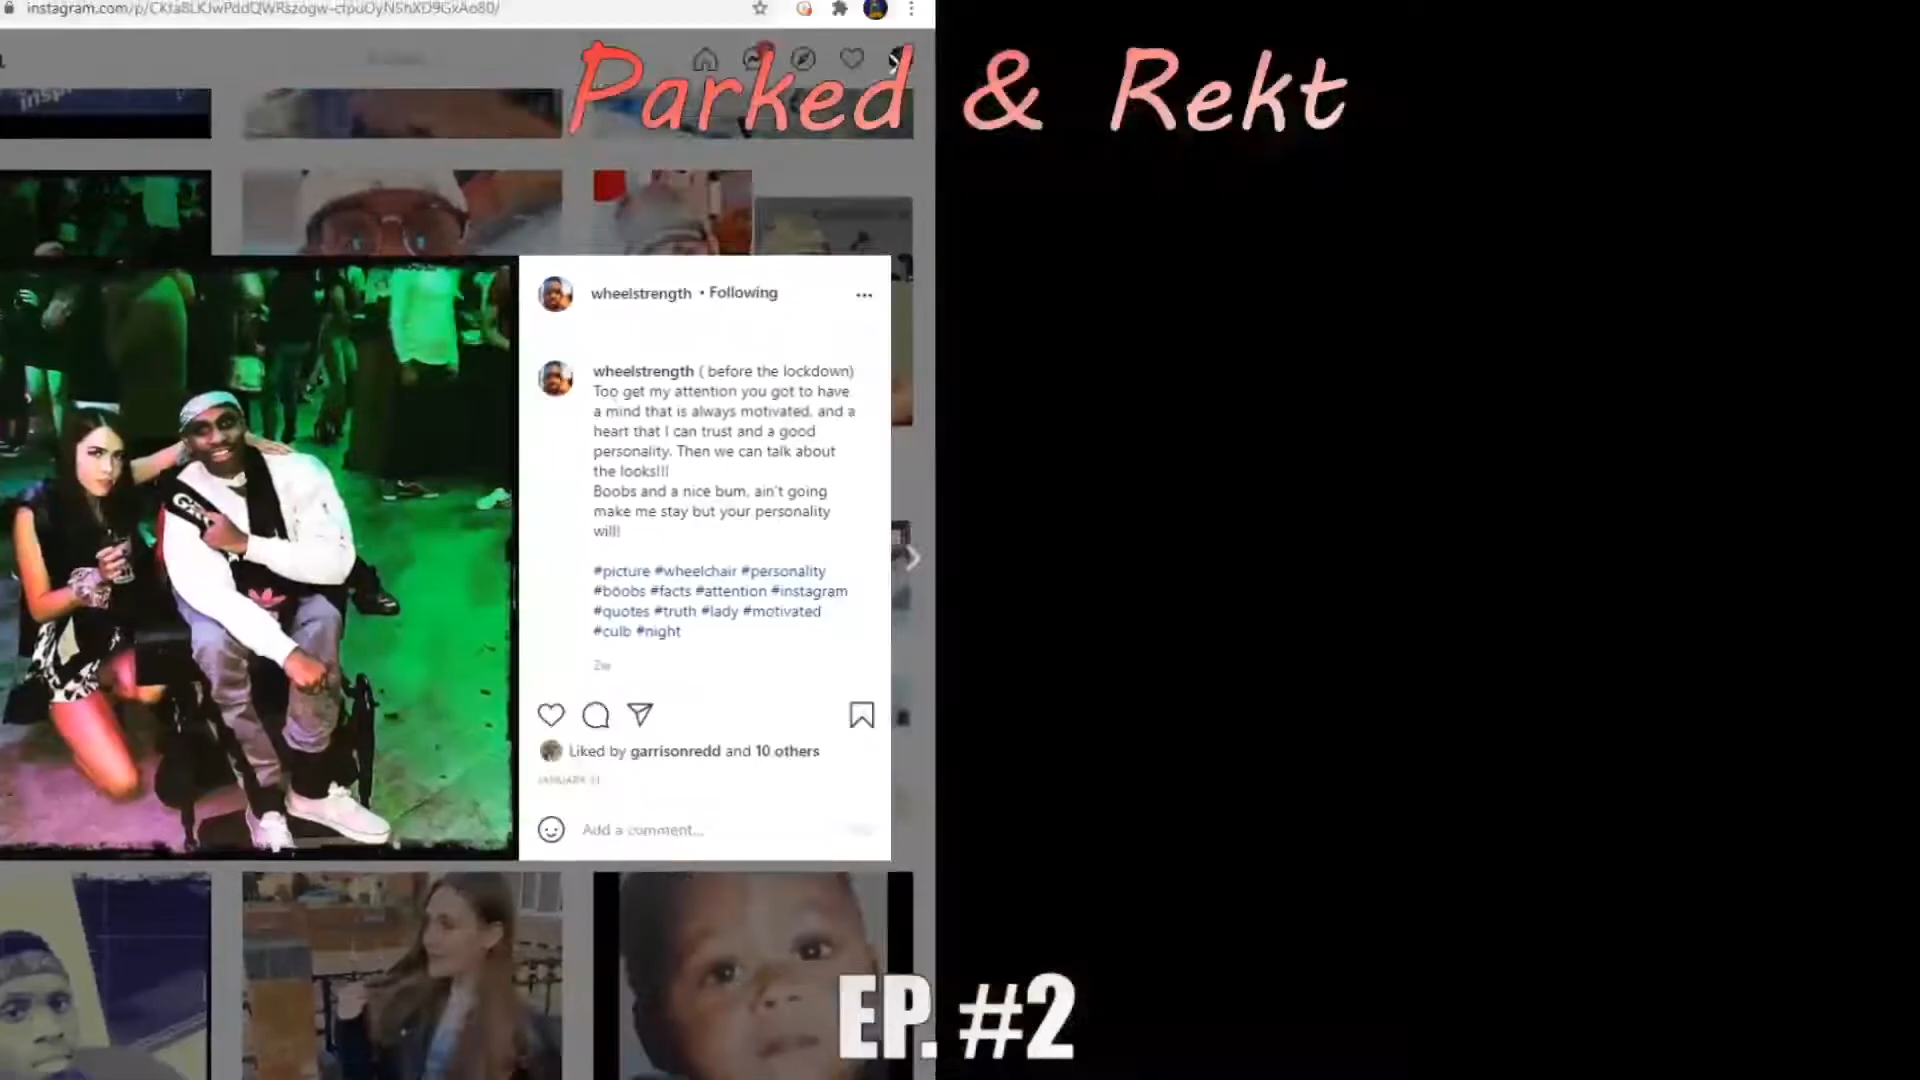 Parked & Rekt
wheelstrength • Following
wheelstrength ( before the lockdown)
Too get my attention you got to have
a mind that is always motivated, and a
heart that I can trust and a good
personality. Then we can talk about
the looks!!!
Boobs and a nice bum, ain't going
make me stay but your personality
will!
#picture #wheelchair #personality
#boobs #facts #attention #instagram
#quotes #truth #lady #motivated
#culb #night
2w
Liked by garrisonredd and 10 others
Add a comment...
EP. #2